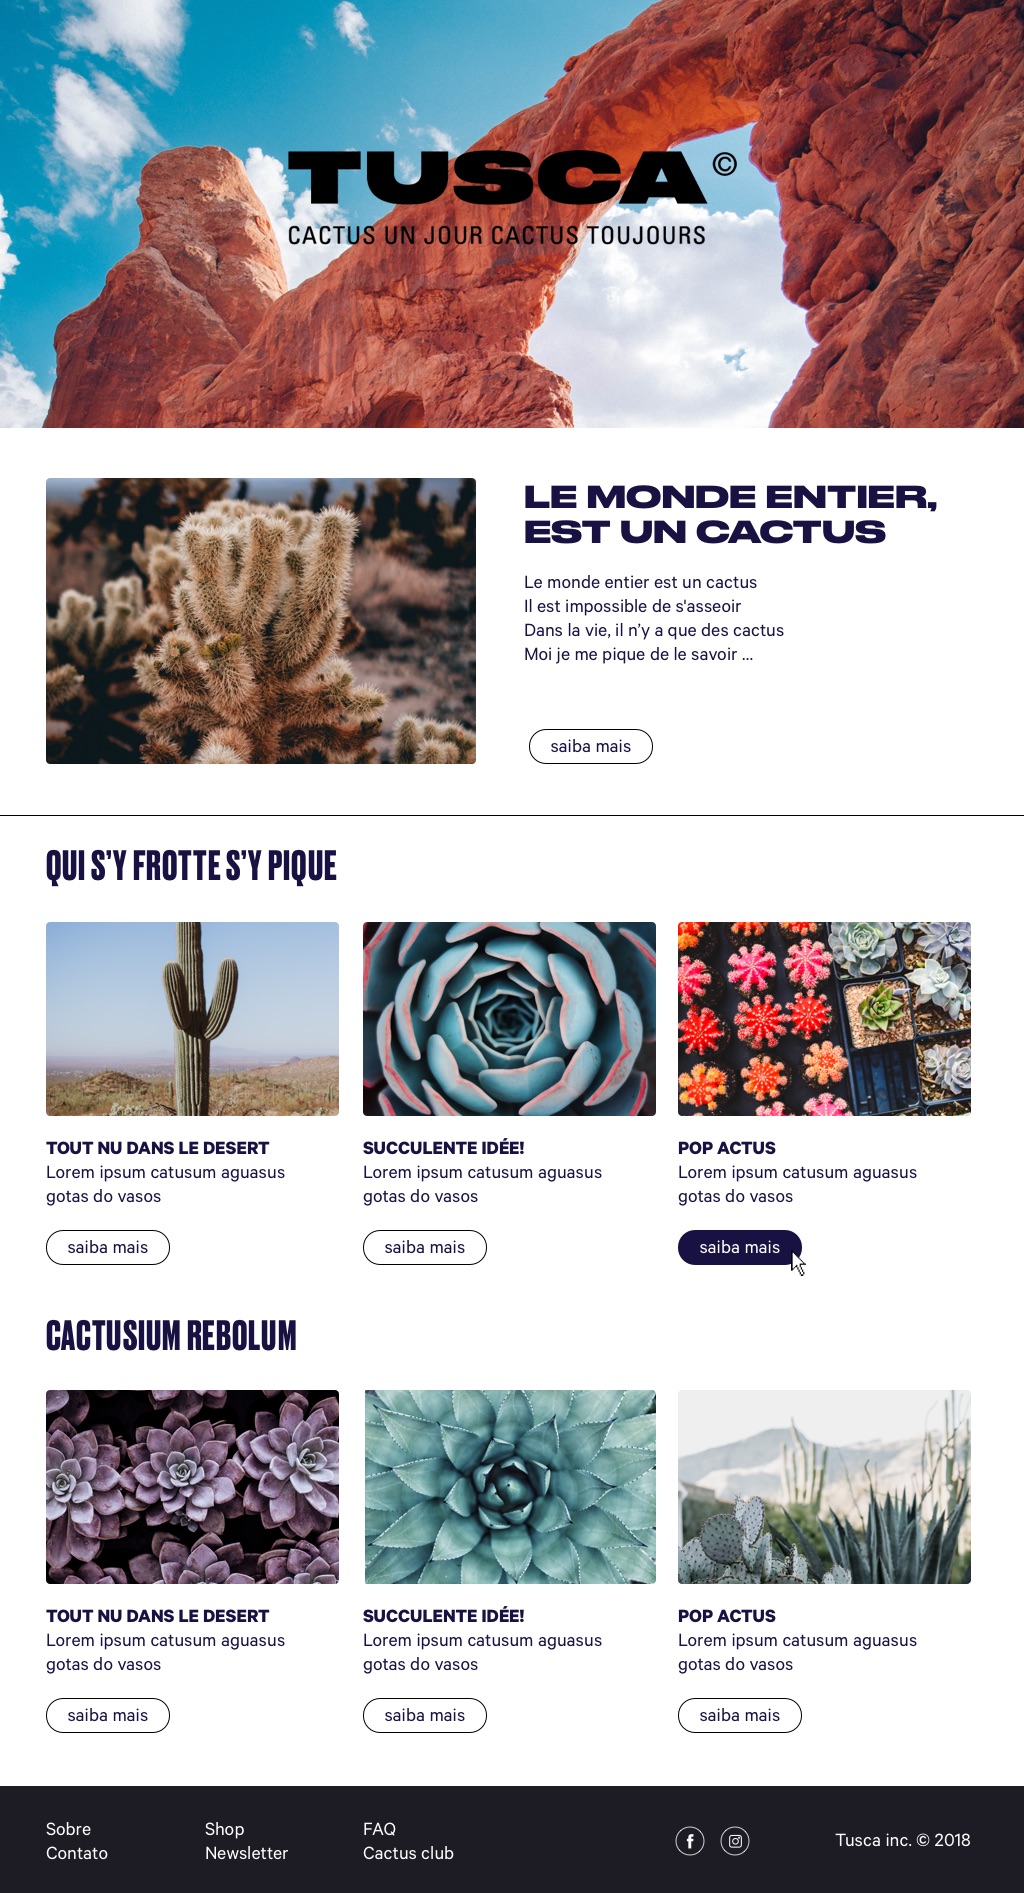 TUSCA©
CACTUS UN JOUR CACTUS TOUJOURS
LE MONDE ENTIER,
EST UN CACTUS
Le monde entier est un cactus
Il est impossible de s'asseoir
Dans la vie, il n’y a que des cactus
Moi je me pique de le savoir ...
saiba mais
QUI S’Y FROTTE S’Y PIQUE
TOUT NU DANS LE DESERT
Lorem ipsum catusum aguasus
gotas do vasos
saiba mais
SUCCULENTE IDÉE!
Lorem ipsum catusum aguasus
gotas do vasos
saiba mais
POP ACTUS
Lorem ipsum catusum aguasus
gotas do vasos
saiba mais
CACTUSIUM REBOLUM
TOUT NU DANS LE DESERT
Lorem ipsum catusum aguasus
gotas do vasos
saiba mais
SUCCULENTE IDÉE!
Lorem ipsum catusum aguasus
gotas do vasos
saiba mais
POP ACTUS
Lorem ipsum catusum aguasus
gotas do vasos
saiba mais
Sobre
Contato
Shop
Newsletter
FAQ
Cactus club
Tusca inc. © 2018